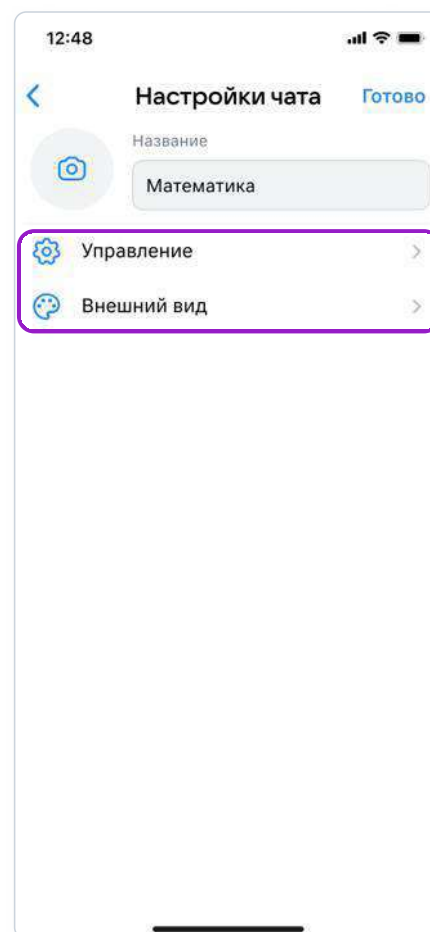 12:48
Настройки чата Готово
Название
Математика
Управление
Внешний вид